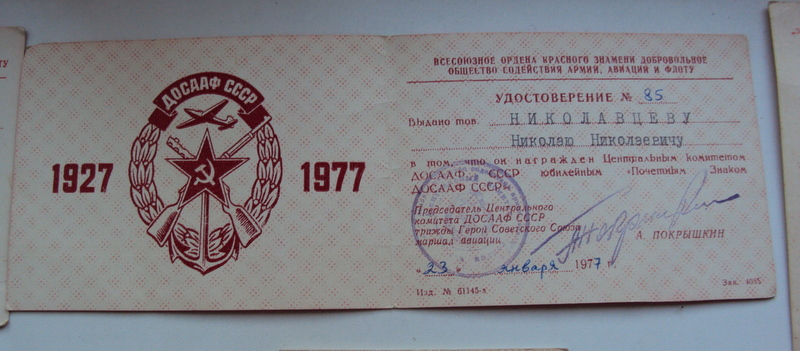 ДОСААФ СССР
1927 1977
ВСЕСОЮЗНОЕ ОРДЕНА КРАСНОГО ЗНАМЕНИ ДОБРОВОЛЬНОЕ
ОБЩЕСТВО СОДЕЙСТВИЯ АРМИИ, АВИАЦИИ И ФЛОТУ
УДОСТОВЕРЕНИЕ № 85
Выдано тов. НИКОЛАВЦЕВУ
Николаю Николаевичу
в том, что он награжден Центральным комитетом
ДОСААФ СССР юбилейным «Почетным Знаком
ДОСААФ СССР»
Председатель Центрального
комитета ДОСААФ СССР
трижды Герой Советского Союза
маршал авиации
А. ПОКРЫШКИН
«23» января 1977 г.
Изд. № 61145-з
Зак. 4085